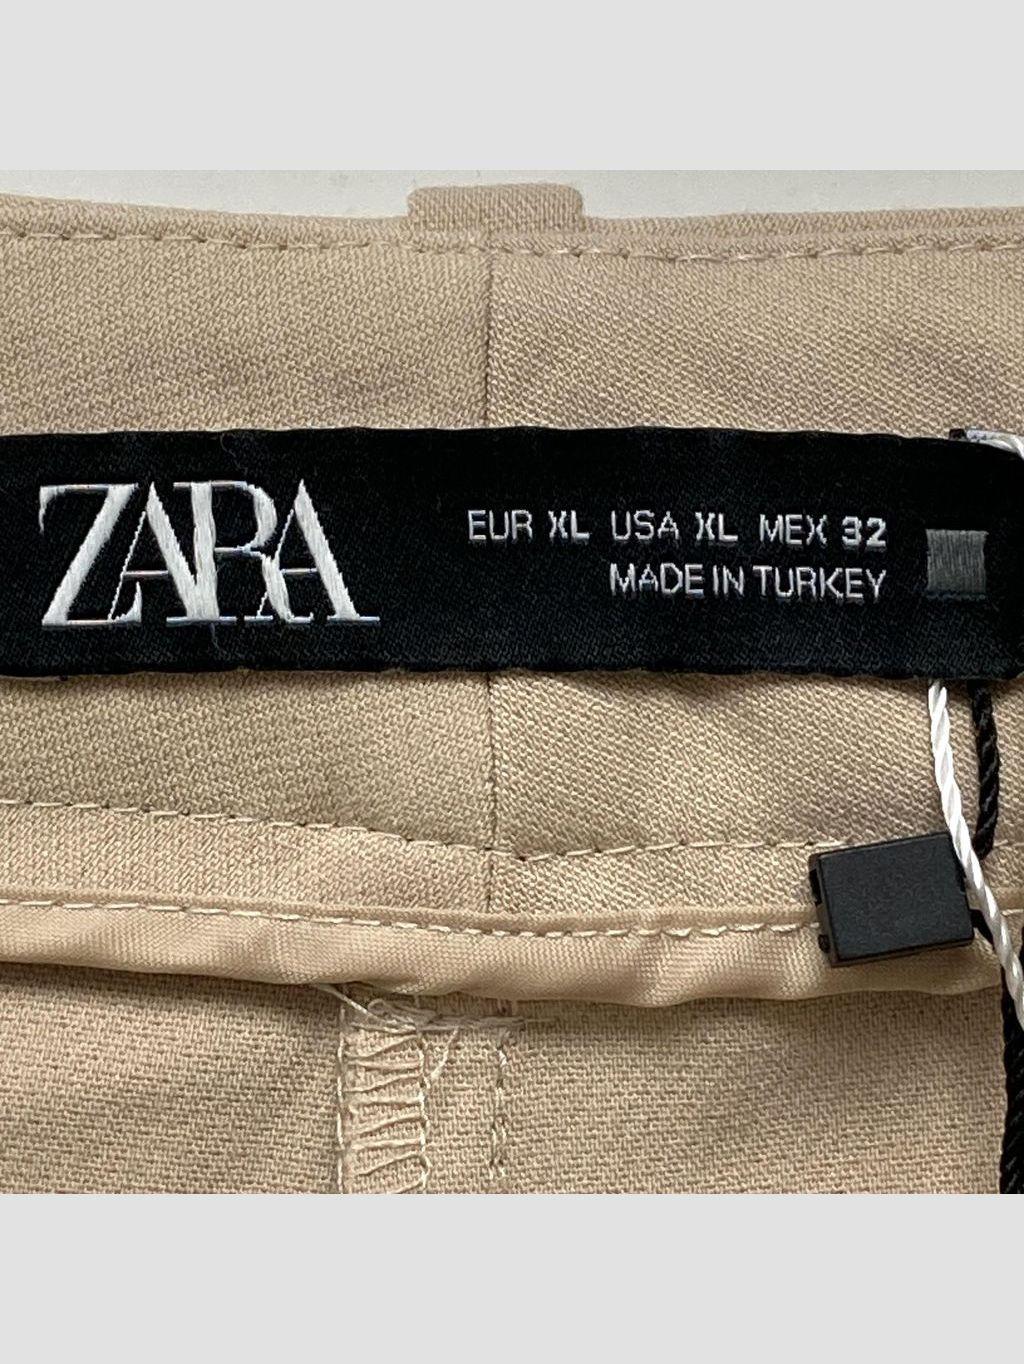 ZARA
EUR XL USA XL MEX 32
MADE IN TURKEY